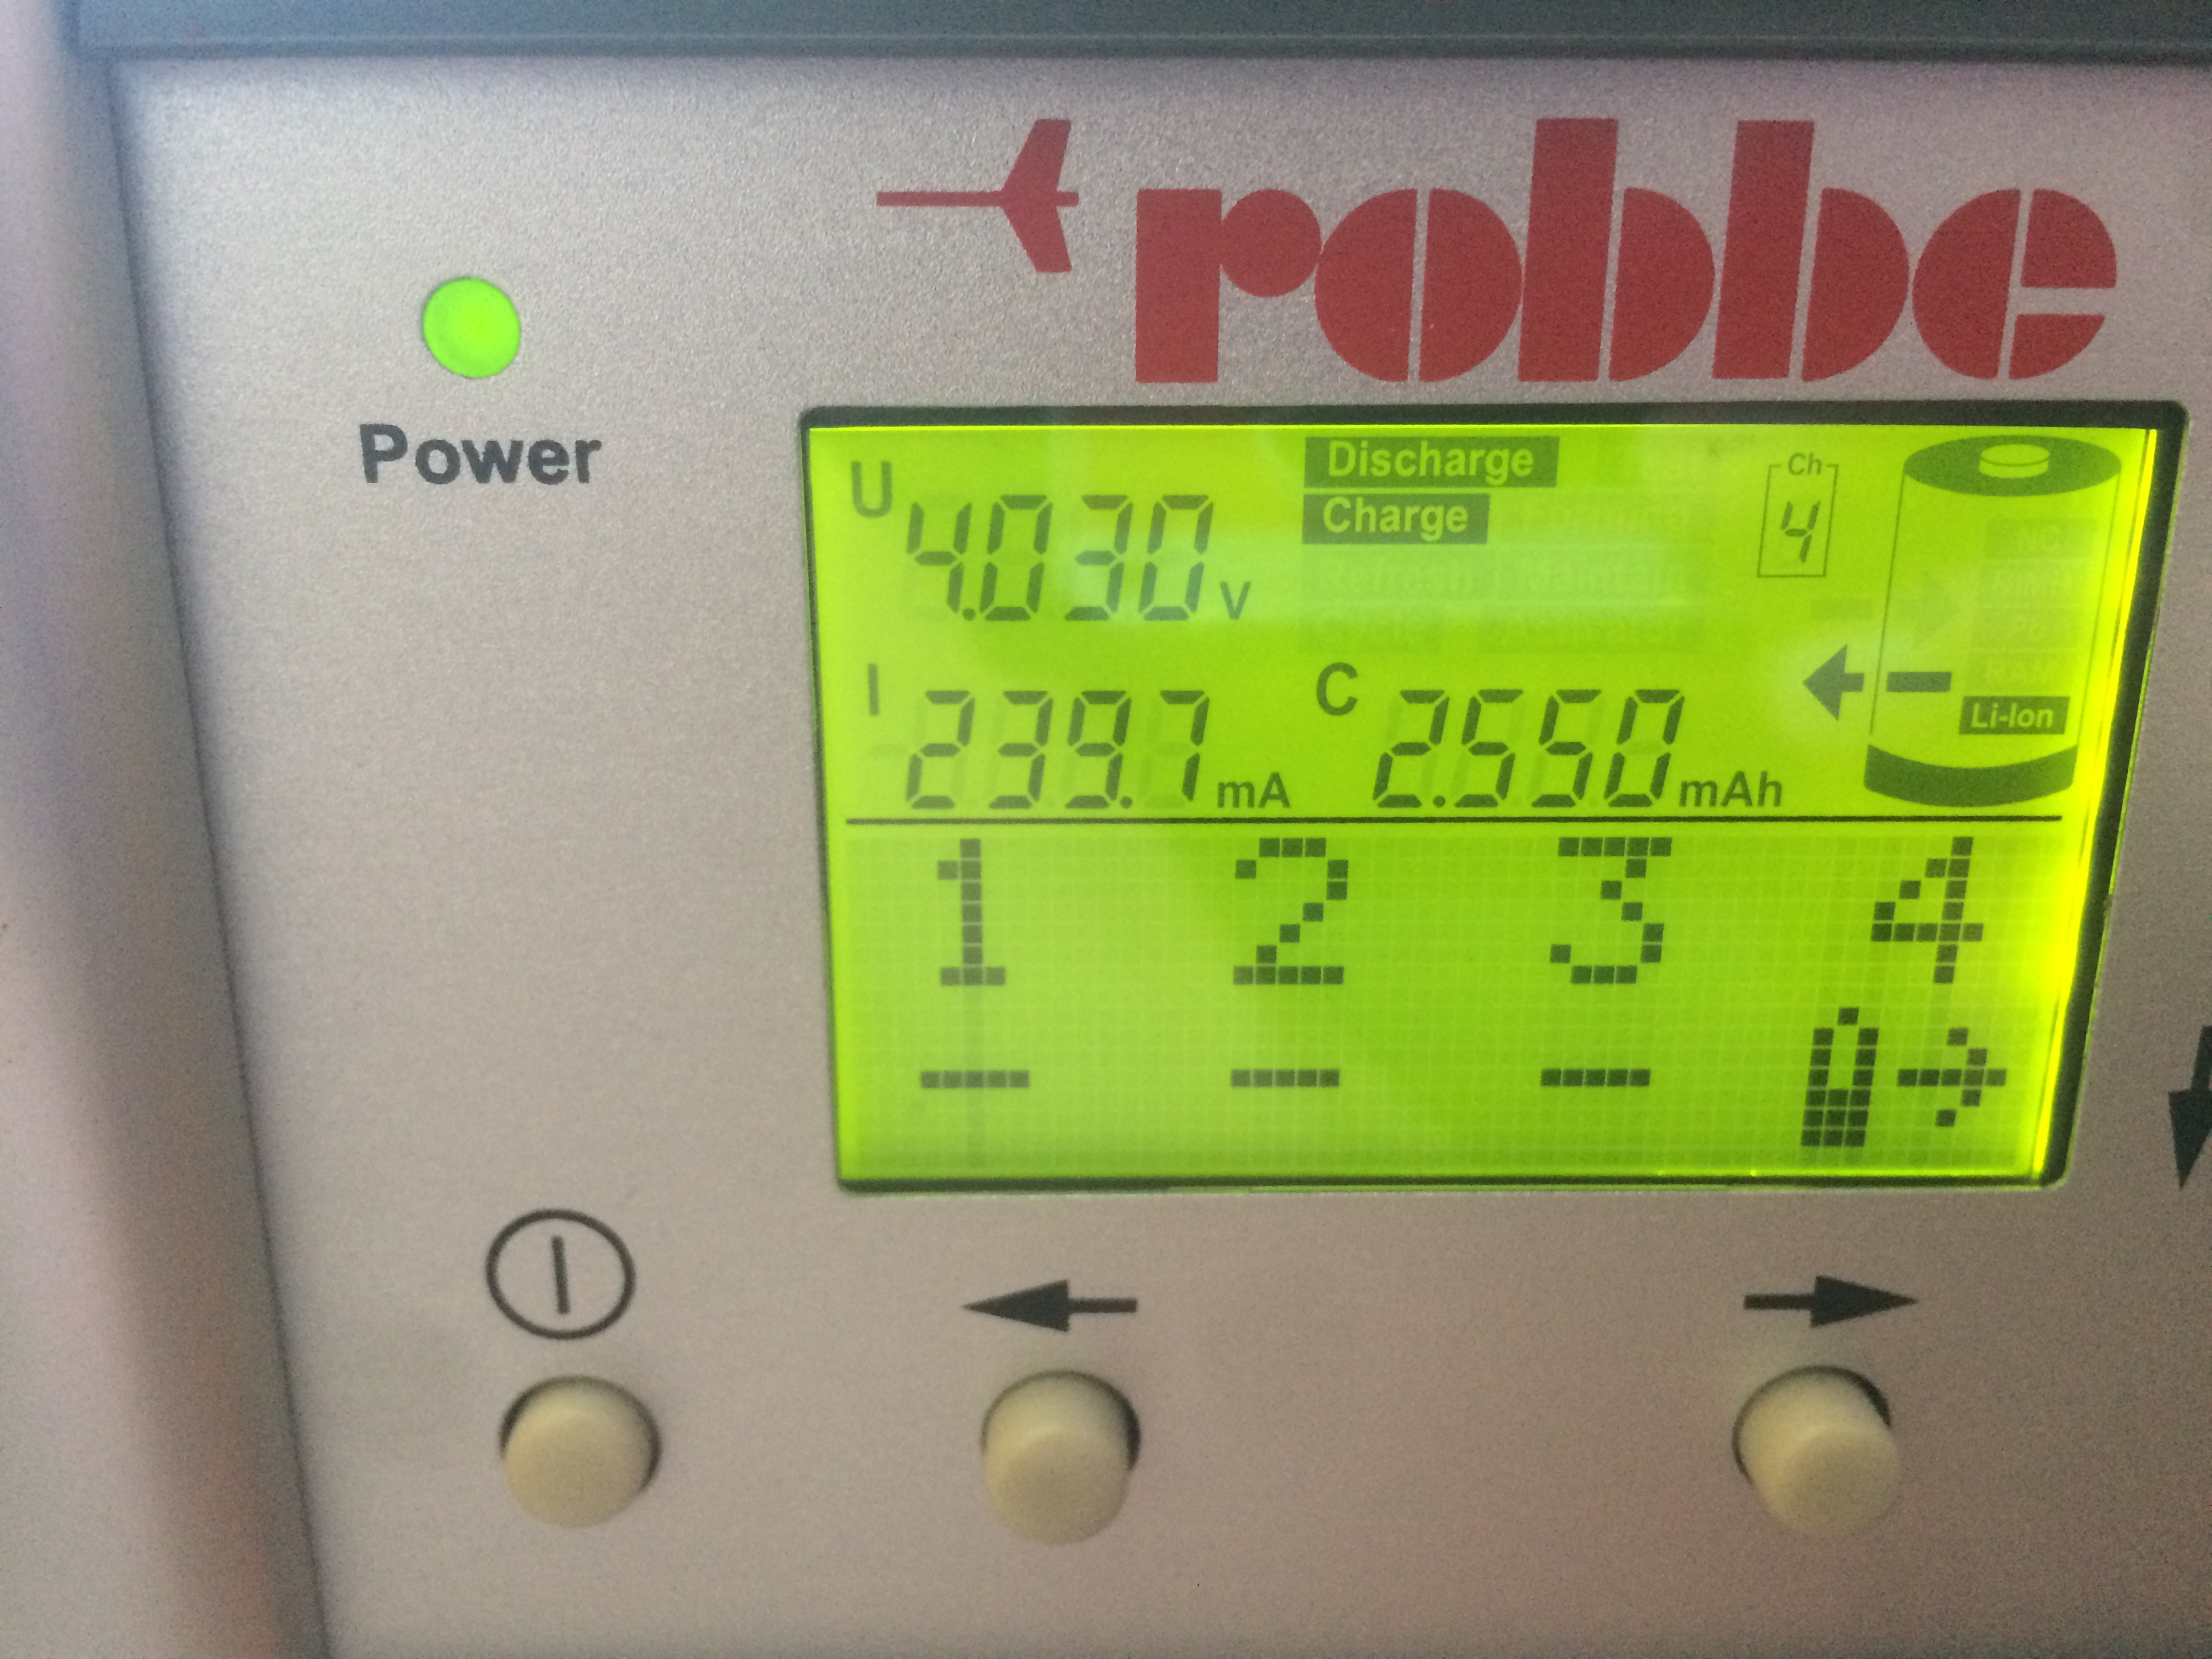 robbe
Power
Discharge
U 4.030 V
Charge
Ch
4
I 239.7 mA
C 2.550 mAh
Li-Ion
1 2 3 4